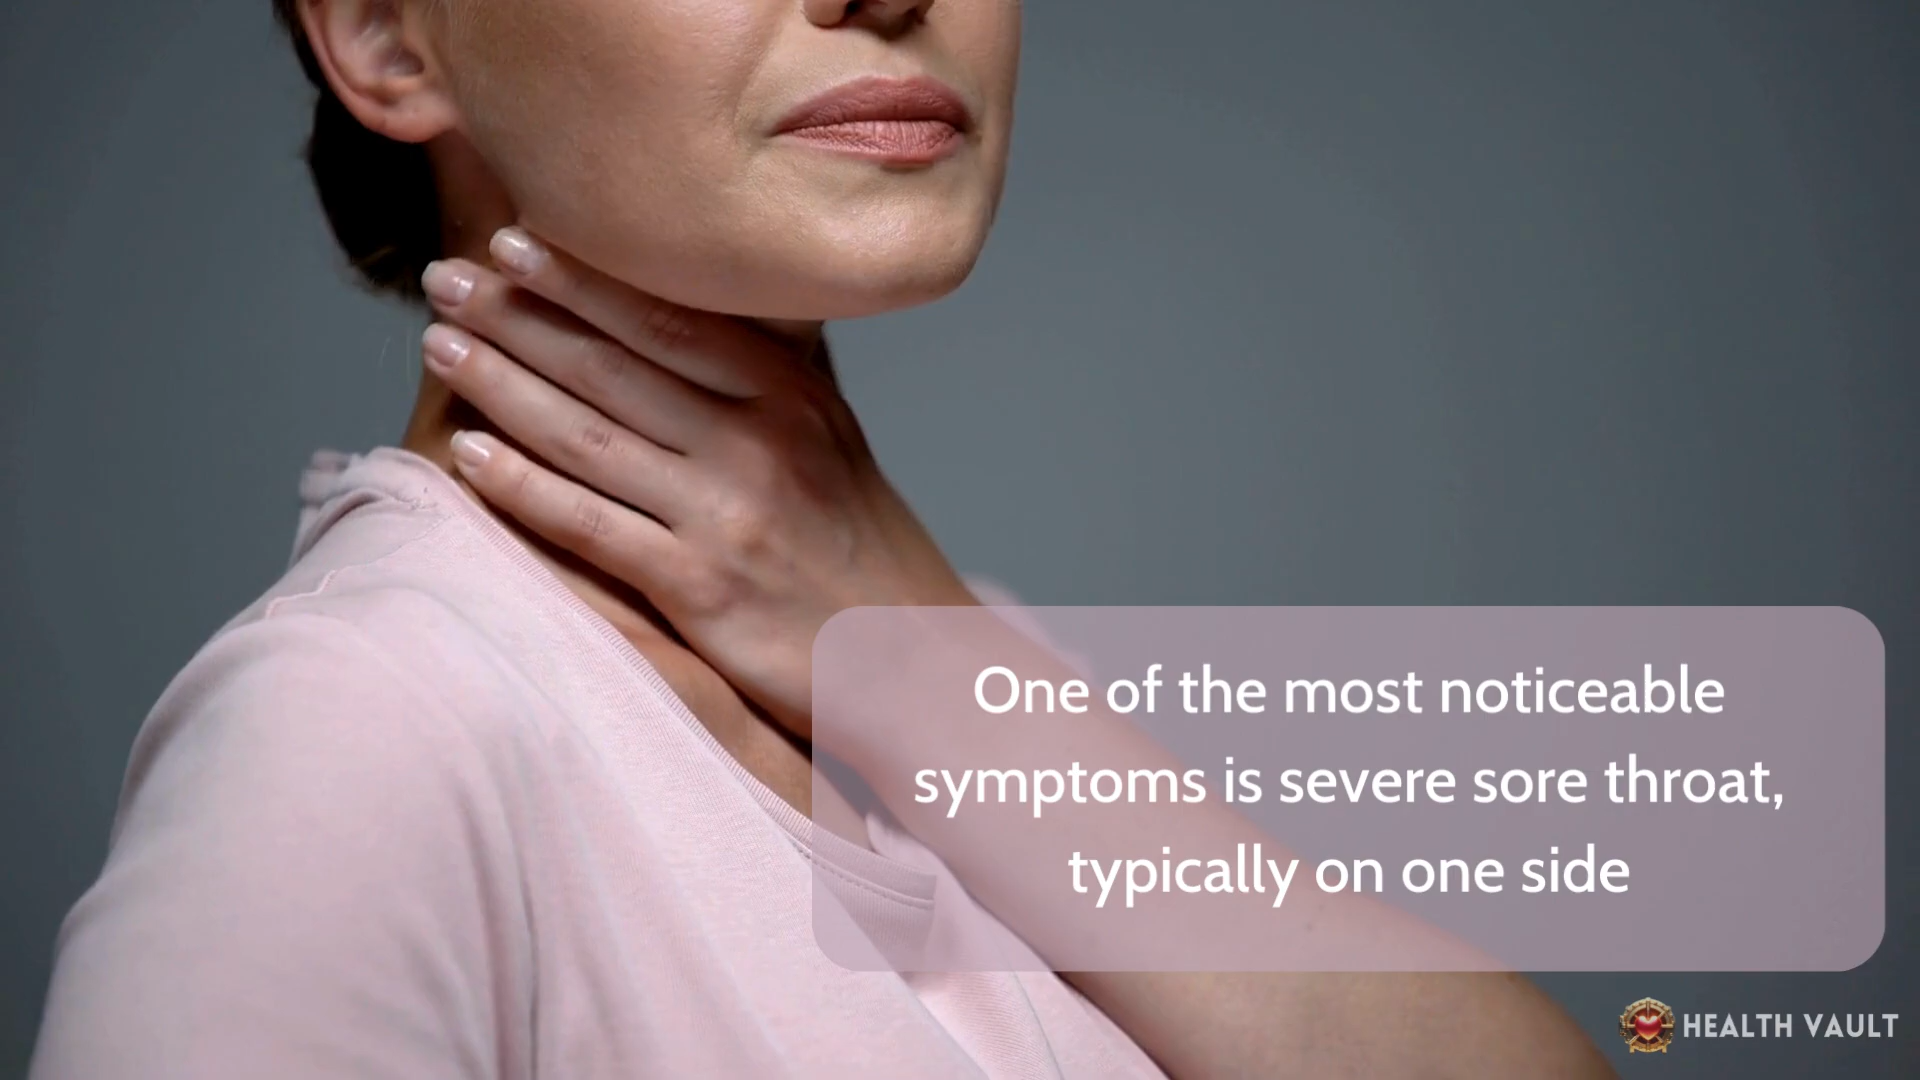 One of the most noticeable
symptoms is severe sore throat,
typically on one side
HEALTH VAULT